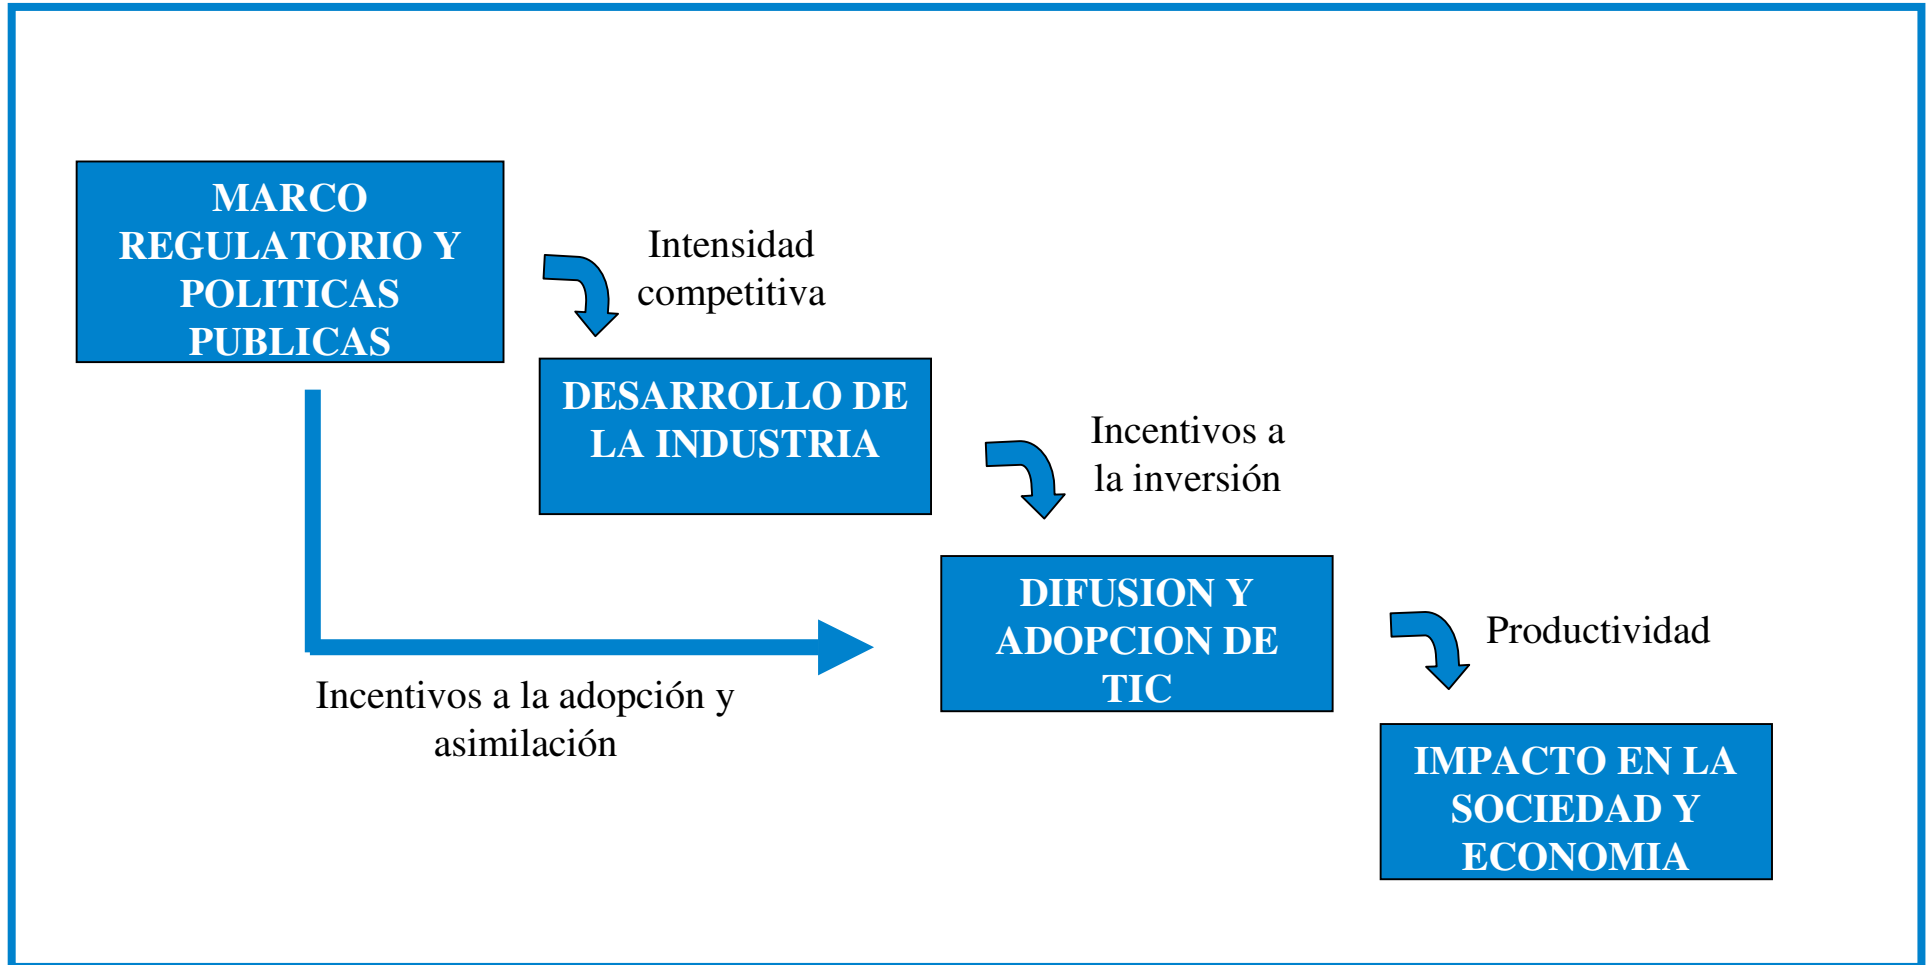 MARCO
REGULATORIO Y
POLITICAS
PUBLICAS
Intensidad
competitiva
DESARROLLO DE
LA INDUSTRIA
Incentivos a
la inversión
DIFUSION Y
ADOPCION DE
TIC
Productividad
Incentivos a la adopción y
asimilación
IMPACTO EN LA
SOCIEDAD Y
ECONOMIA